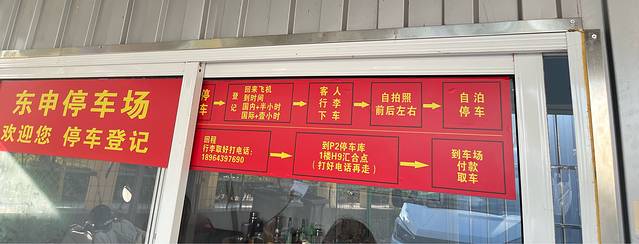 东申停车场
欢迎您 停车登记
停车
登记
回来飞机
到时间
国内+半小时
国际+壹小时
客人
行李
下车
自拍照
前后左右
自泊
停车
回程
行李取好打电话:
18964397690
到P2停车库
1楼H9汇合点
(打好电话再走)
到车场
付款
取车